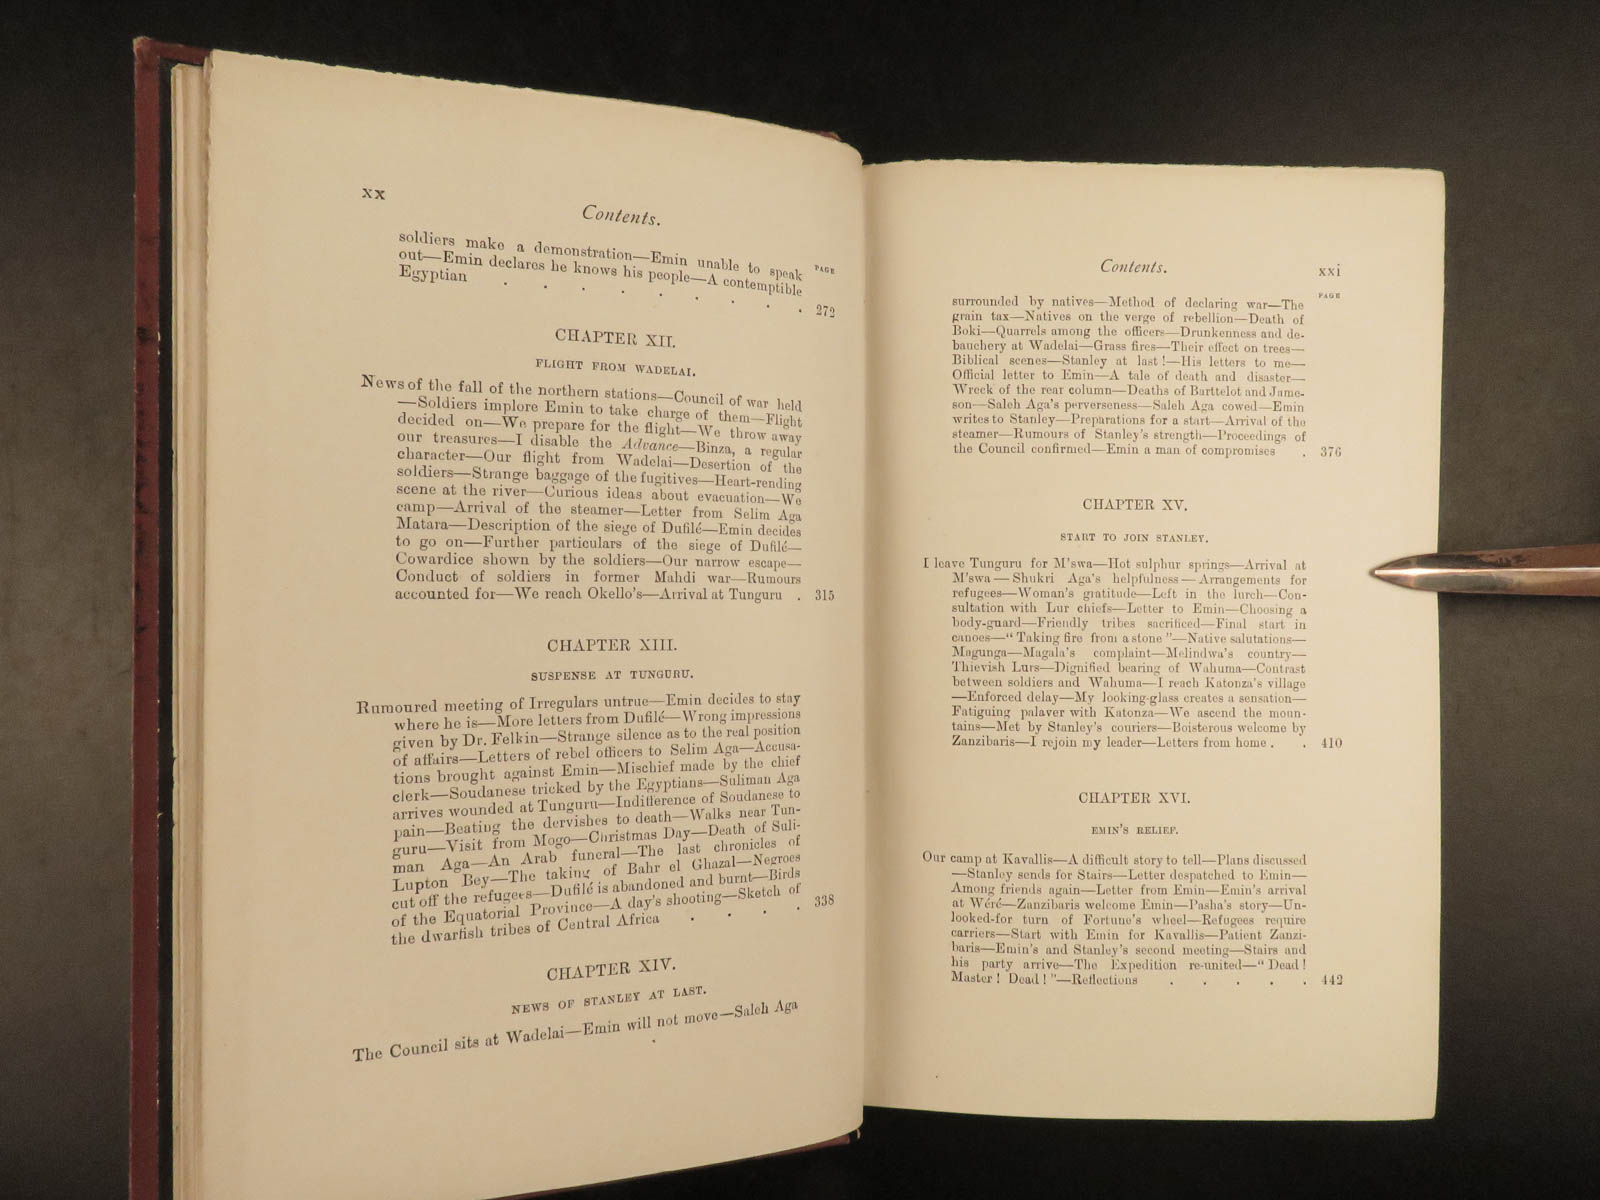 xx
Contents.
PAGE
soldiers make a demonstration—Emin unable to speak
out—Emin declares he knows his people—A contemptible
Egyptian . . . . . . . . 272
CHAPTER XII.
FLIGHT FROM WADELAI.
News of the fall of the northern stations—Council of war held
—Soldiers implore Emin to take charge of them—Flight
decided on—We prepare for the flight—We throw away
our treasures—I disable the Advance—Binza, a regular
character—Our flight from Wadelai—Desertion of the
soldiers—Strange baggage of the fugitives—Heart-rending
scene at the river—Curious ideas about evacuation—We
camp—Arrival of the steamer—Letter from Selim Aga
Matara—Description of the siege of Dufilé—Emin decides
to go on—Further particulars of the siege of Dufilé—
Cowardice shown by the soldiers—Our narrow escape—
Conduct of soldiers in former Mahdi war—Rumours
accounted for—We reach Okello's—Arrival at Tunguru . 315
CHAPTER XIII.
SUSPENSE AT TUNGURU.
Rumoured meeting of Irregulars untrue—Emin decides to stay
where he is—More letters from Dufilé—Wrong impressions
given by Dr. Felkin—Strange silence as to the real position
of affairs—Letters of rebel officers to Selim Aga—Accusa-
tions brought against Emin—Mischief made by the chief
clerk—Soudanese tricked by the Egyptians—Suliman Aga
arrives wounded at Tunguru—Indifference of Soudanese to
pain—Beating the dervishes to death—Walks near Tun-
guru—Visit from Mogo—Christmas Day—Death of Suli-
man Aga—An Arab funeral—The last chronicles of
Lupton Bey—The taking of Bahr el Ghazal—Negroes
cut off the refugees—Dufilé is abandoned and burnt—Birds
of the Equatorial Province—A day's shooting—Sketch of
the dwarfish tribes of Central Africa . . . . 338
CHAPTER XIV.
NEWS OF STANLEY AT LAST.
The Council sits at Wadelai—Emin will not move—Saleh Aga
Contents.
xxi
PAGE
surrounded by natives—Method of declaring war—The
grain tax—Natives on the verge of rebellion—Death of
Boki—Quarrels among the officers—Drunkenness and de-
bauchery at Wadelai—Grass fires—Their effect on trees—
Biblical scenes—Stanley at last!—His letters to me—
Official letter to Emin—A tale of death and disaster—
Wreck of the rear column—Deaths of Barttelot and Jame-
son—Saleh Aga's perverseness—Saleh Aga cowed—Emin
writes to Stanley—Preparations for a start—Arrival of the
steamer—Rumours of Stanley's strength—Proceedings of
the Council confirmed—Emin a man of compromises . 376
CHAPTER XV.
START TO JOIN STANLEY.
I leave Tunguru for M'swa—Hot sulphur springs—Arrival at
M'swa — Shukri Aga's helpfulness — Arrangements for
refugees—Woman's gratitude—Left in the lurch—Con-
sultation with Lur chiefs—Letter to Emin—Choosing a
body-guard—Friendly tribes sacrificed—Final start in
canoes—"Taking fire from a stone"—Native salutations—
Magunga—Magala's complaint—Melindwa's country—
Thievish Lurs—Dignified bearing of Wahuma—Contrast
between soldiers and Wahuma—I reach Katonza's village
—Enforced delay—My looking-glass creates a sensation—
Fatiguing palaver with Katonza—We ascend the moun-
tains—Met by Stanley's couriers—Boisterous welcome by
Zanzibaris—I rejoin my leader—Letters from home . . 410
CHAPTER XVI.
EMIN'S RELIEF.
Our camp at Kavallis—A difficult story to tell—Plans discussed
—Stanley sends for Stairs—Letter despatched to Emin—
Among friends again—Letter from Emin—Emin's arrival
at Wéré—Zanzibaris welcome Emin—Pasha's story—Un-
looked-for turn of Fortune's wheel—Refugees require
carriers—Start with Emin for Kavallis—Patient Zanzi-
baris—Emin's and Stanley's second meeting—Stairs and
his party arrive—The Expedition re-united—"Dead!
Master! Dead!"—Reflections . . . . . 442